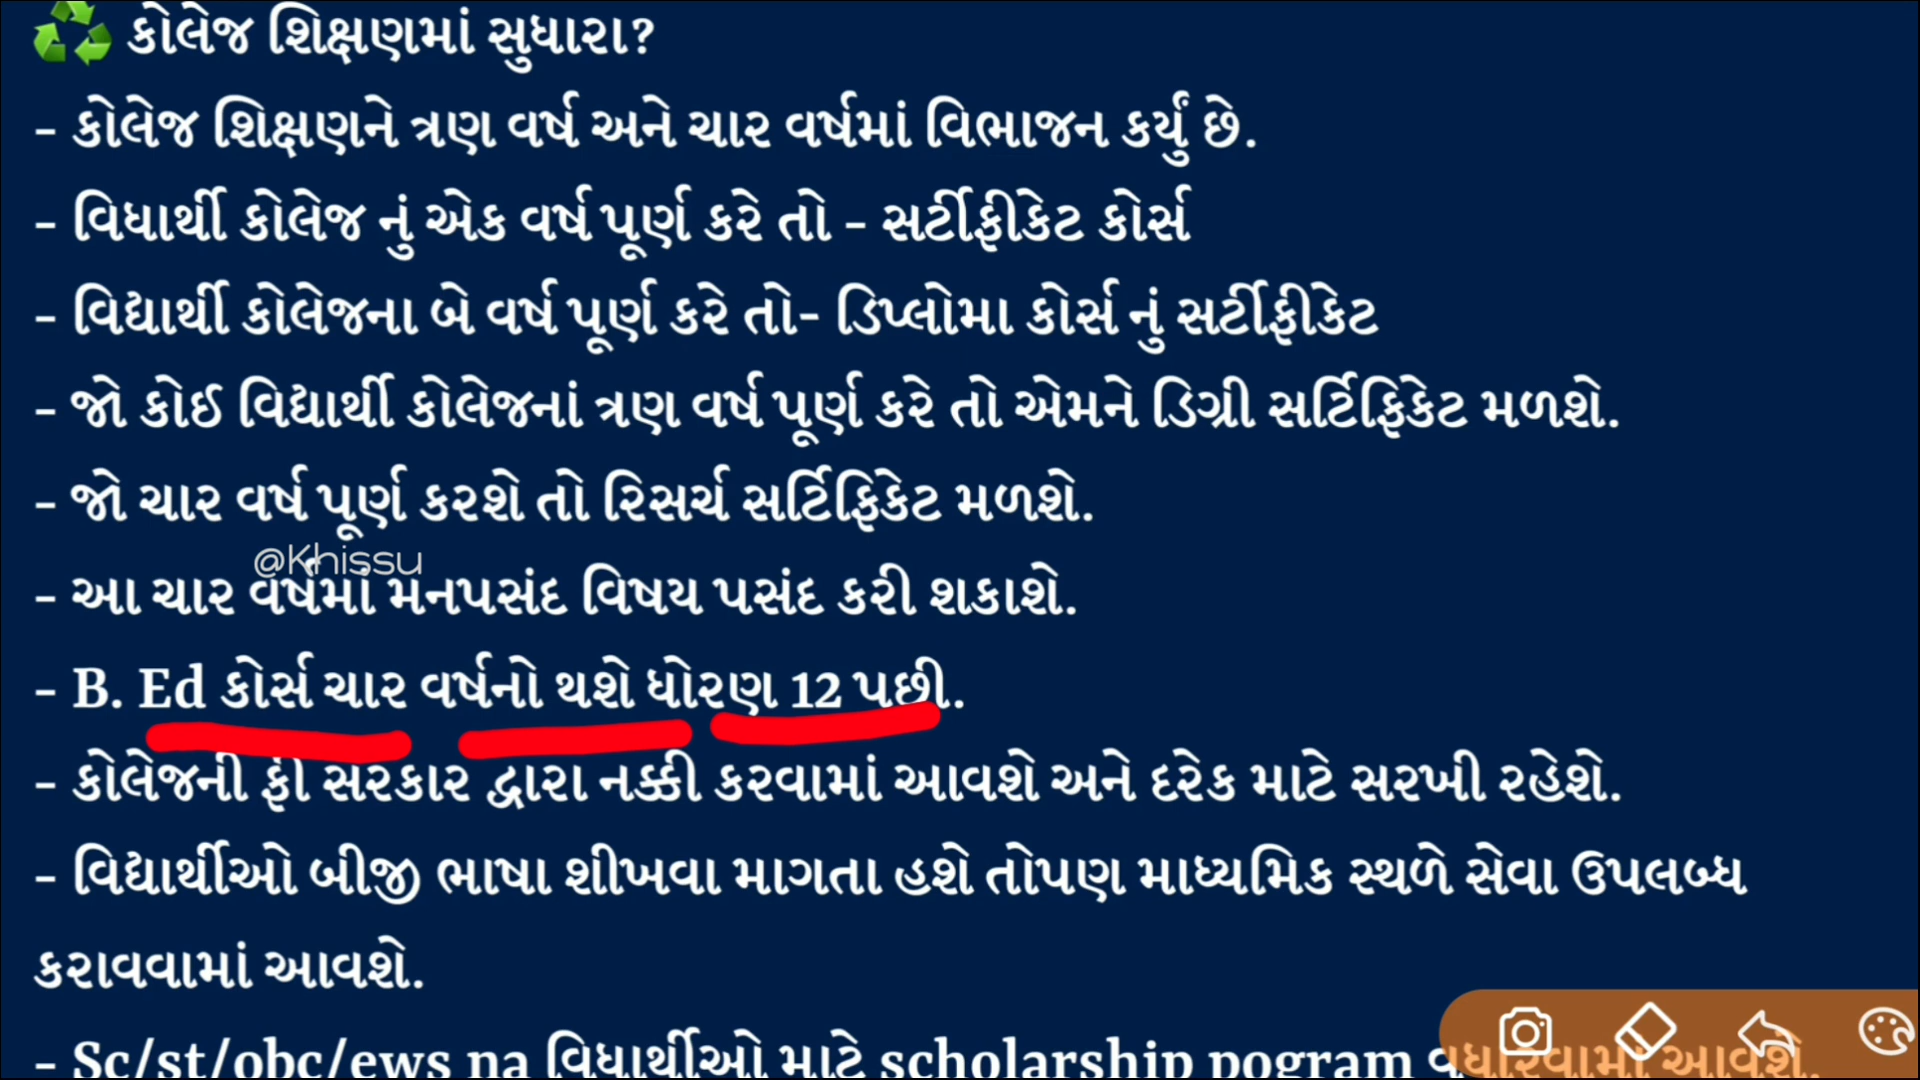 કોલેજ શિક્ષણમાં સુધારા?
- કોલેજ શિક્ષણને ત્રણ વર્ષ અને ચાર વર્ષમાં વિભાજન કર્યું છે.
- વિધાર્થી કોલેજ નું એક વર્ષ પૂર્ણ કરે તો - સર્ટીફીકેટ કોર્સ
- વિદ્યાર્થી કોલેજના બે વર્ષ પૂર્ણ કરે તો- ડિપ્લોમા કોર્સ નું સર્ટીફીકેટ
- જો કોઈ વિદ્યાર્થી કોલેજનાં ત્રણ વર્ષ પૂર્ણ કરે તો એમને ડિગ્રી સર્ટિફિકેટ મળશે.
- જો ચાર વર્ષ પૂર્ણ કરશે તો રિસર્ચ સર્ટિફિકેટ મળશે.
@Khissu
- આ ચાર વર્ષમાં મનપસંદ વિષય પસંદ કરી શકાશે.
- B. Ed કોર્સ ચાર વર્ષનો થશે ધોરણ 12 પછી.
- કોલેજની ફી સરકાર દ્વારા નક્કી કરવામાં આવશે અને દરેક માટે સરખી રહેશે.
- વિદ્યાર્થીઓ બીજી ભાષા શીખવા માગતા હશે તોપણ માધ્યમિક સ્થળે સેવા ઉપલબ્ધ
કરાવવામાં આવશે.
- Sc/st/obc/ews na વિધાર્થીઓ માટે scholarship pogram વધારવામાં આવશે.